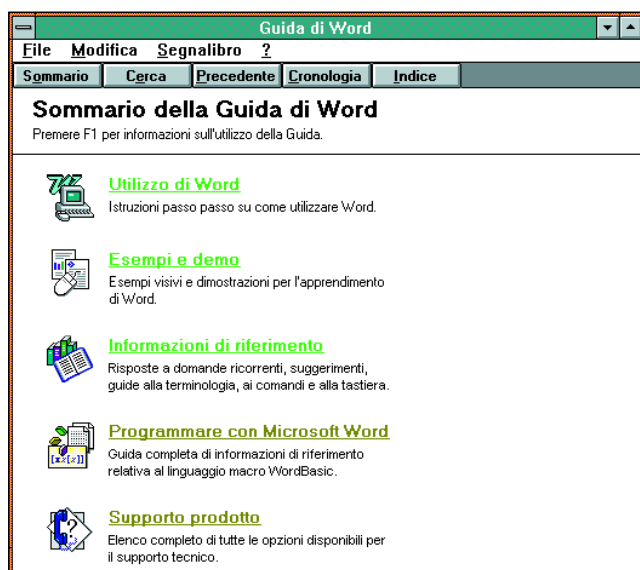 Guida di Word
File Modifica Segnalibro ?
Sommario Cerca Precedente Cronologia Indice
Sommario della Guida di Word
Premere F1 per informazioni sull'utilizzo della Guida.
Utilizzo di Word
Istruzioni passo passo su come utilizzare Word.
Esempi e demo
Esempi visivi e dimostrazioni per l'apprendimento
di Word.
Informazioni di riferimento
Risposte a domande ricorrenti, suggerimenti,
guide alla terminologia, ai comandi e alla tastiera.
Programmare con Microsoft Word
Guida completa di informazioni di riferimento
relativa al linguaggio macro WordBasic.
Supporto prodotto
Elenco completo di tutte le opzioni disponibili per
il supporto tecnico.